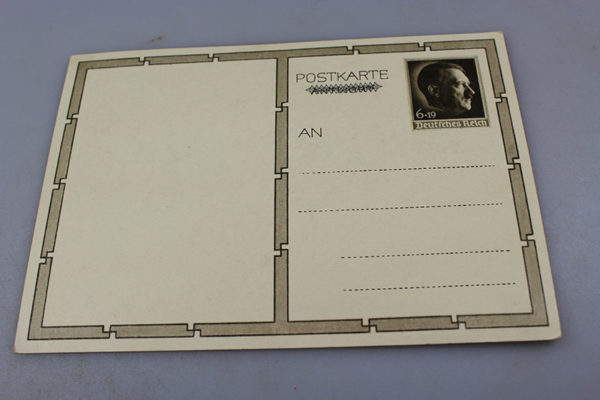 POSTKARTE
AN
6+19
Deutsches Reich